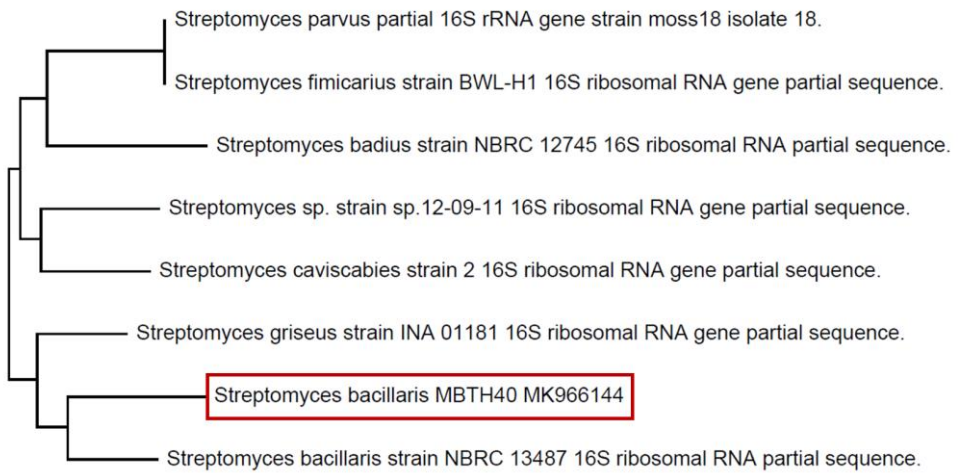 Streptomyces parvus partial 16S rRNA gene strain moss18 isolate 18.
Streptomyces fimicarius strain BWL-H1 16S ribosomal RNA gene partial sequence.
Streptomyces badius strain NBRC 12745 16S ribosomal RNA partial sequence.
Streptomyces sp. strain sp.12-09-11 16S ribosomal RNA gene partial sequence.
Streptomyces caviscabies strain 2 16S ribosomal RNA gene partial sequence.
Streptomyces griseus strain INA 01181 16S ribosomal RNA gene partial sequence.
Streptomyces bacillaris MBTH40 MK966144
Streptomyces bacillaris strain NBRC 13487 16S ribosomal RNA partial sequence.